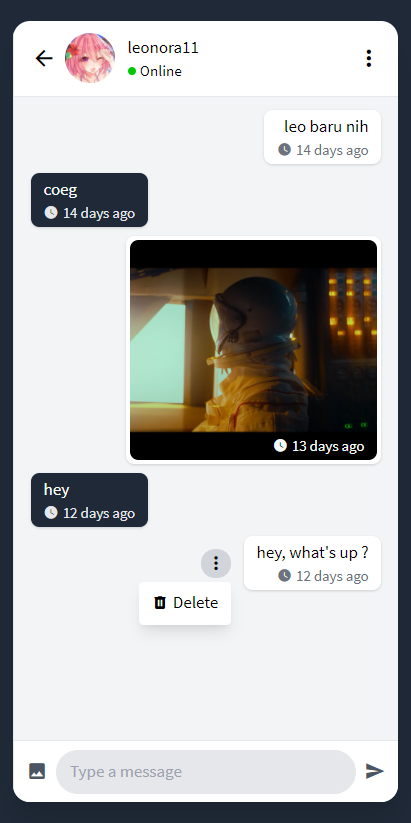 leonora11
Online
leo baru nih
14 days ago
coeg
14 days ago
13 days ago
hey
12 days ago
hey, what's up ?
12 days ago
Delete
Type a message